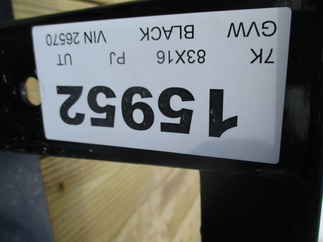 15952
7K 83X16 PJ UT
GVW BLACK VIN 26570